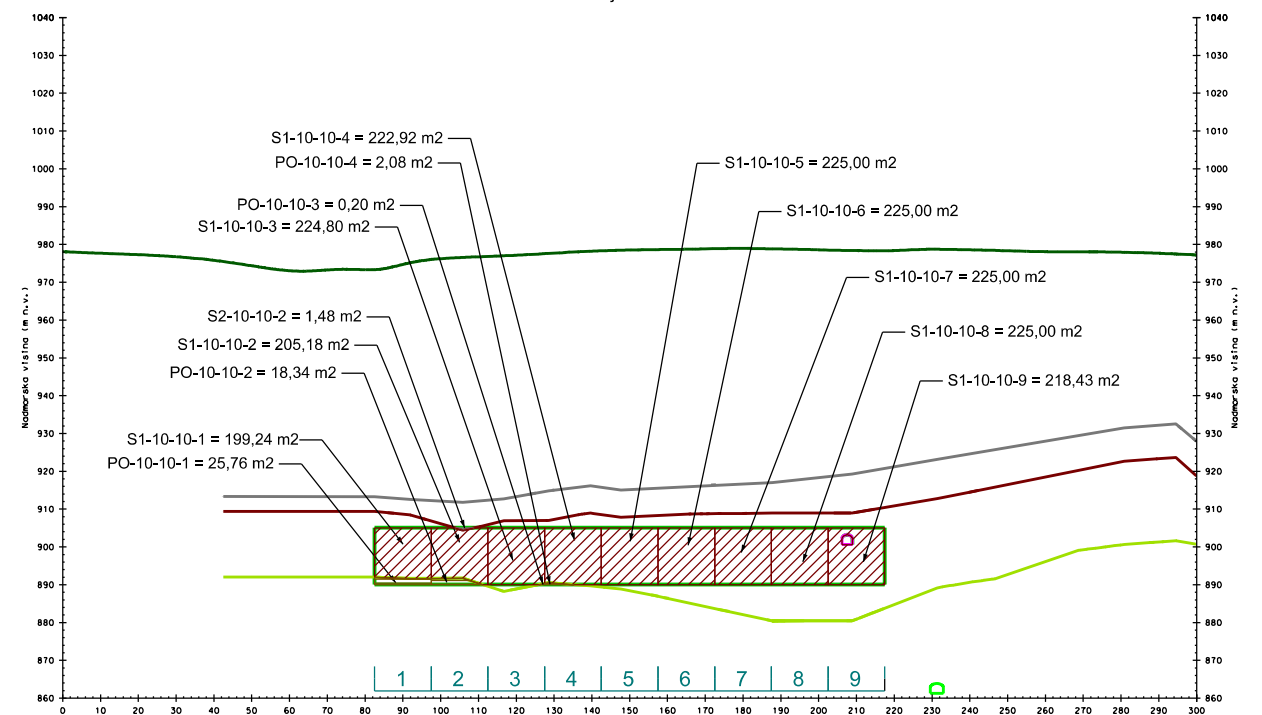 1040
1030
1020
1010
1000
990
980
970
960
950
940
930
920
910
900
890
880
870
860
Nadmorska višina (m n.v.)
S1-10-10-4 = 222,92 m2
PO-10-10-4 = 2,08 m2
PO-10-10-3 = 0,20 m2
S1-10-10-3 = 224,80 m2
S2-10-10-2 = 1,48 m2
S1-10-10-2 = 205,18 m2
PO-10-10-2 = 18,34 m2
S1-10-10-1 = 199,24 m2
PO-10-10-1 = 25,76 m2
S1-10-10-5 = 225,00 m2
S1-10-10-6 = 225,00 m2
S1-10-10-7 = 225,00 m2
S1-10-10-8 = 225,00 m2
S1-10-10-9 = 218,43 m2
1040
1030
1020
1010
1000
990
980
970
960
950
940
930
920
910
900
890
880
870
860
Nadmorska višina (m n.v.)
1 2 3 4 5 6 7 8 9
0 10 20 30 40 50 60 70 80 90 100 110 120 130 140 150 160 170 180 190 200 210 220 230 240 250 260 270 280 290 300